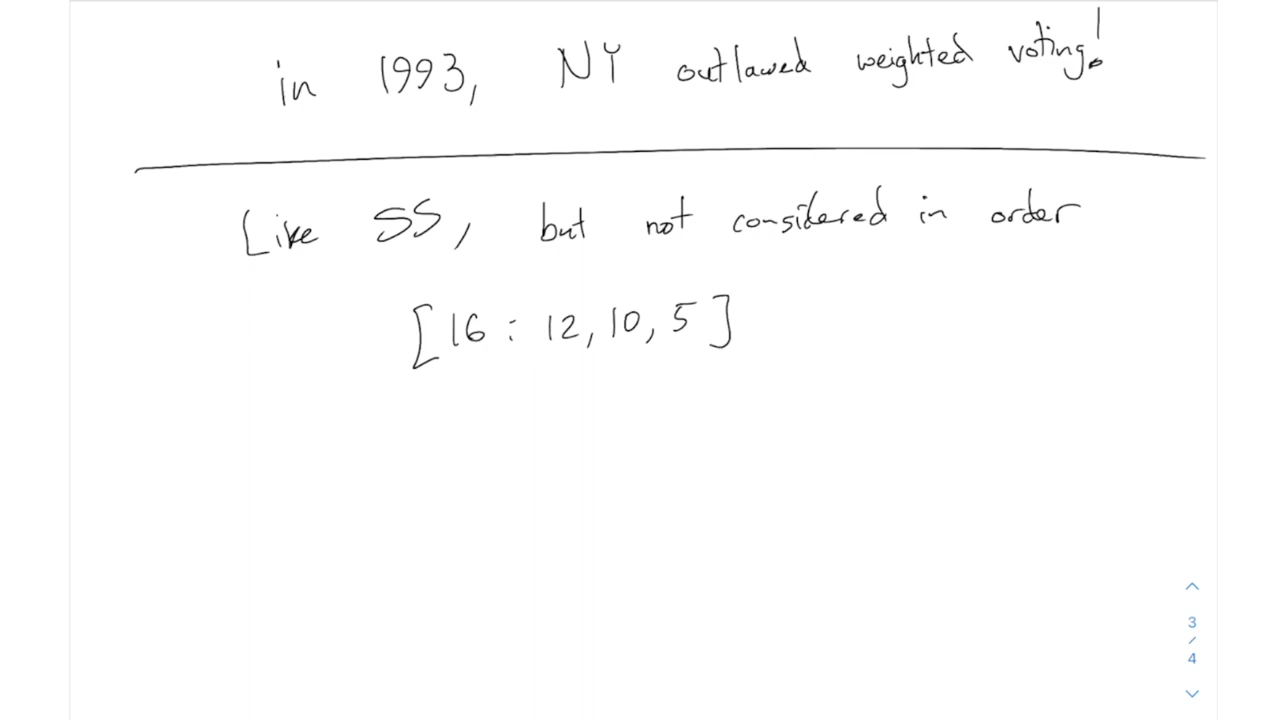 in 1993, NY outlawed weighted voting!
Like SS, but not considered in order
[16 : 12, 10, 5]
3
/
4